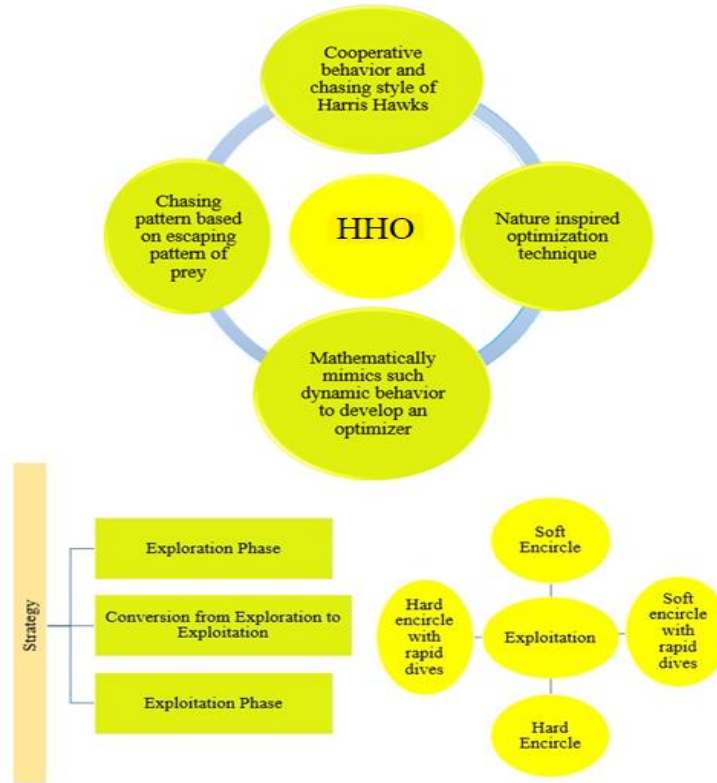 Cooperative
behavior and
chasing style of
Harris Hawks
Chasing
pattern based
on escaping
pattern of
prey
HHO
Nature inspired
optimization
technique
Mathematically
mimics such
dynamic behavior
to develop an
optimizer
Strategy
Exploration Phase
Conversion from Exploration to
Exploitation
Exploitation Phase
Soft
Encircle
Hard
encircle
with
rapid
dives
Exploitation
Soft
encircle
with
rapid
dives
Hard
Encircle